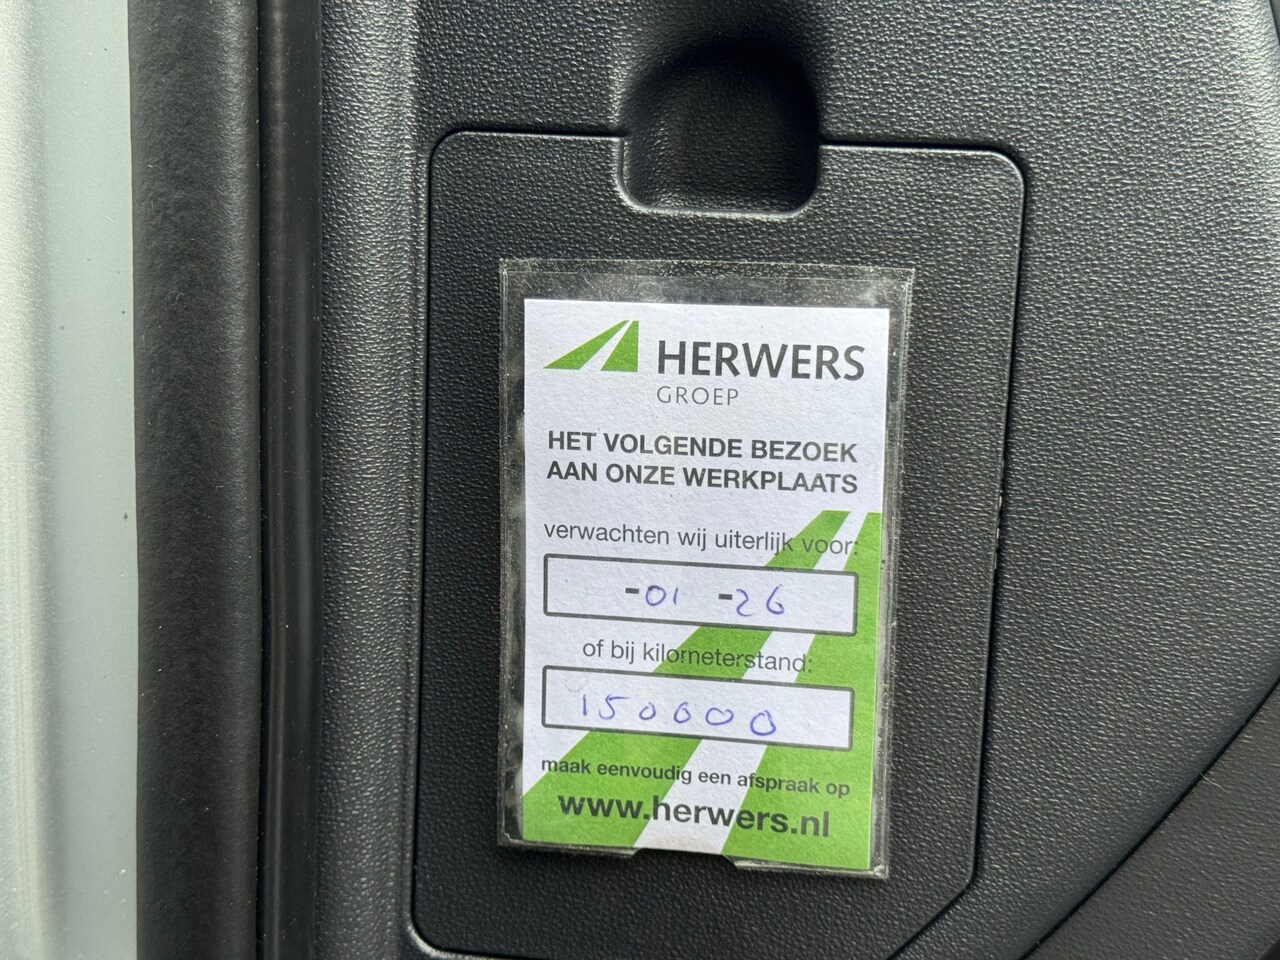 HERWERS
GROEP
HET VOLGENDE BEZOEK
AAN ONZE WERKPLAATS
verwachten wij uiterlijk voor:
-01 -26
of bij kilometerstand:
150000
maak eenvoudig een afspraak op
www.herwers.nl